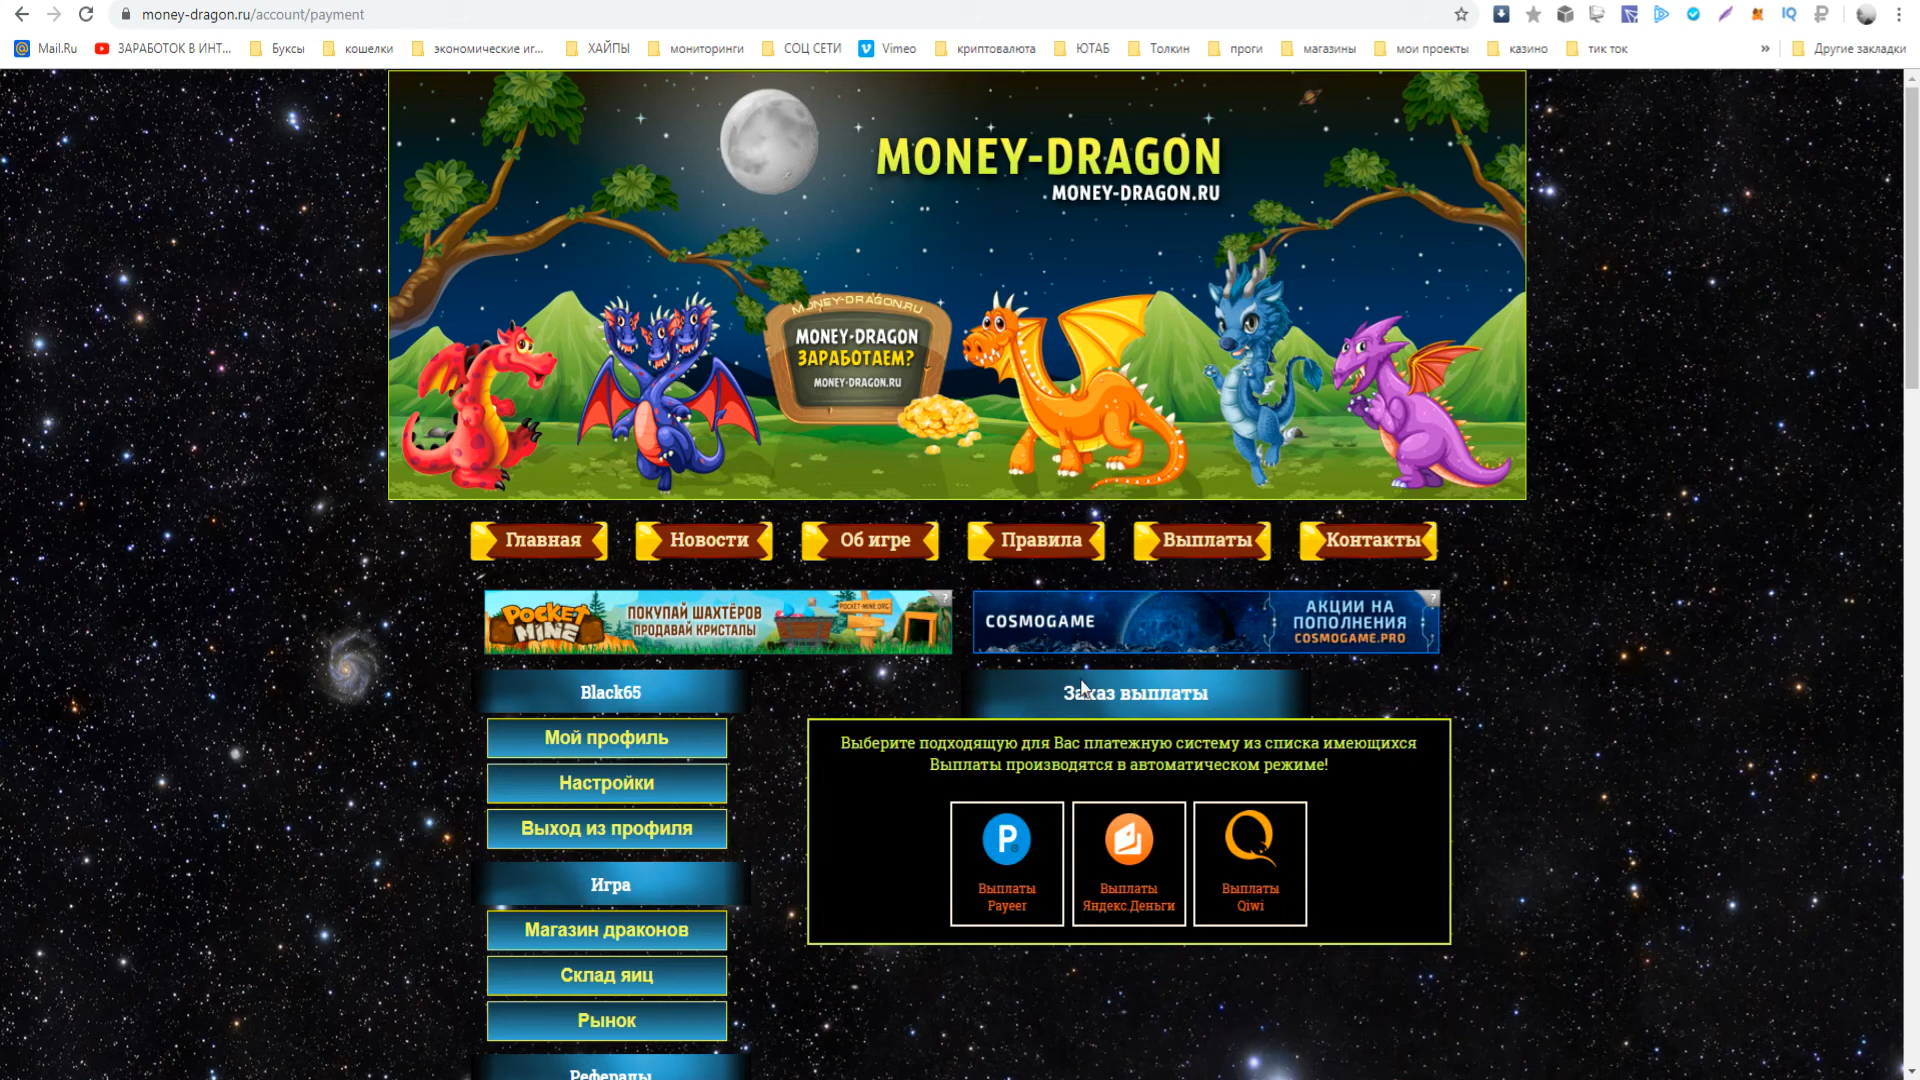 money-dragon.ru/account/payment
Mail.Ru
ЗАРАБОТОК В ИНТ...
Буксы
кошелки
экономические иг...
ХАЙПЫ
мониторинги
СОЦ СЕТИ
Vimeo
криптовалюта
ЮТАБ
Толкин
проги
магазины
мои проекты
казино
тик ток
»
Другие закладки
MONEY-DRAGON
MONEY-DRAGON.RU
MONEY-DRAGON.RU
MONEY-DRAGON
ЗАРАБОТАЕМ?
MONEY-DRAGON.RU
Главная
Новости
Об игре
Правила
Выплаты
Контакты
POCKET
MINE
ПОКУПАЙ ШАХТЁРОВ
ПРОДАВАЙ КРИСТАЛЫ
POCKET-MINE.ORG
?
COSMOGAME
АКЦИИ НА
ПОПОЛНЕНИЯ
COSMOGAME.PRO
?
Black65
Мой профиль
Настройки
Выход из профиля
Игра
Магазин драконов
Склад яиц
Рынок
Рефералы
Заказ выплаты
Выберите подходящую для Вас платежную систему из списка имеющихся
Выплаты производятся в автоматическом режиме!
Выплаты
Payeer
Выплаты
Яндекс.Деньги
Выплаты
Qiwi